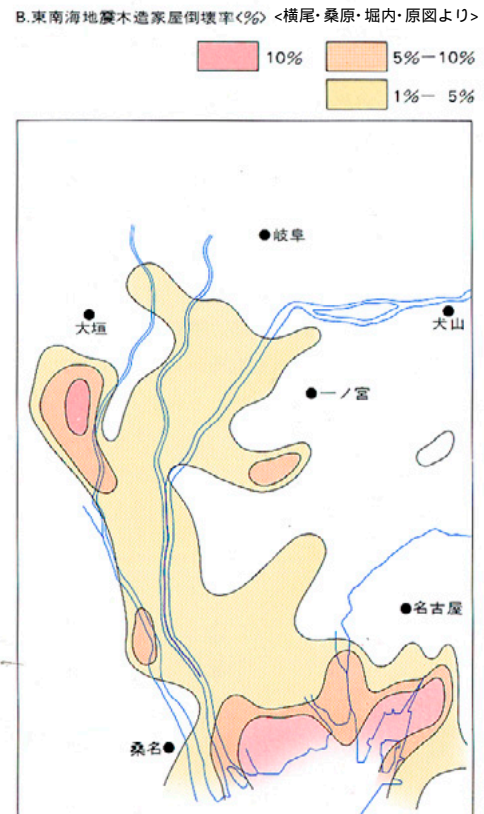 B.東南海地震木造家屋倒壊率<%> <横尾・桑原・堀内・原図より>
10%
5%－10%
1%－ 5%
岐阜
大垣
犬山
一ノ宮
名古屋
桑名